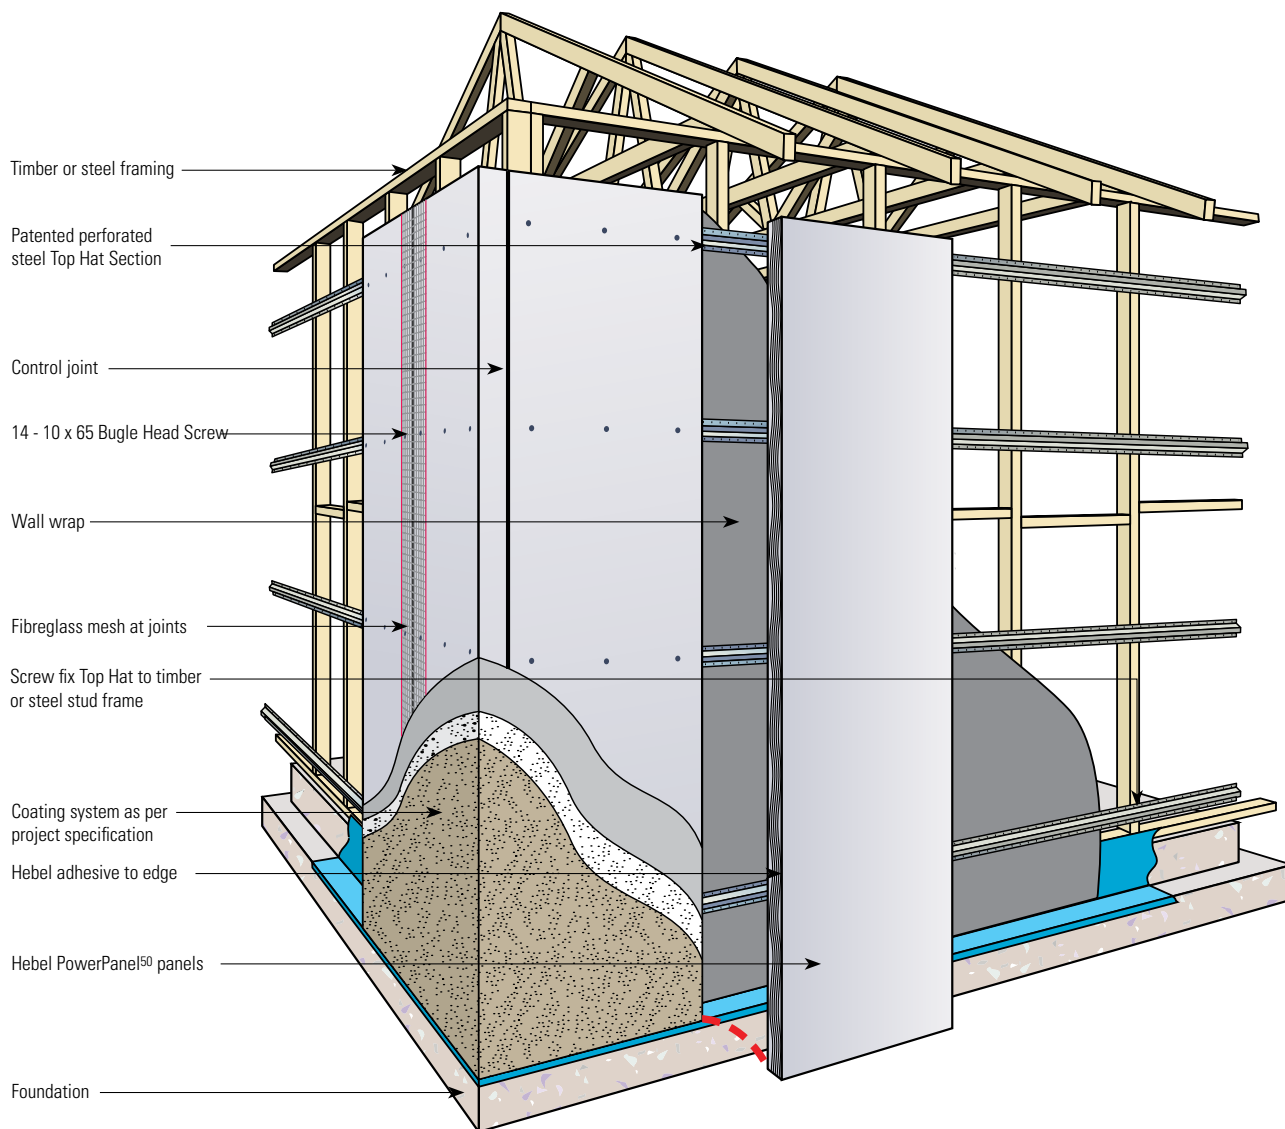 Timber or steel framing
Patented perforated
steel Top Hat Section
Control joint
14 - 10 x 65 Bugle Head Screw
Wall wrap
Fibreglass mesh at joints
Screw fix Top Hat to timber
or steel stud frame
Coating system as per
project specification
Hebel adhesive to edge
Hebel PowerPanel⁵⁰ panels
Foundation